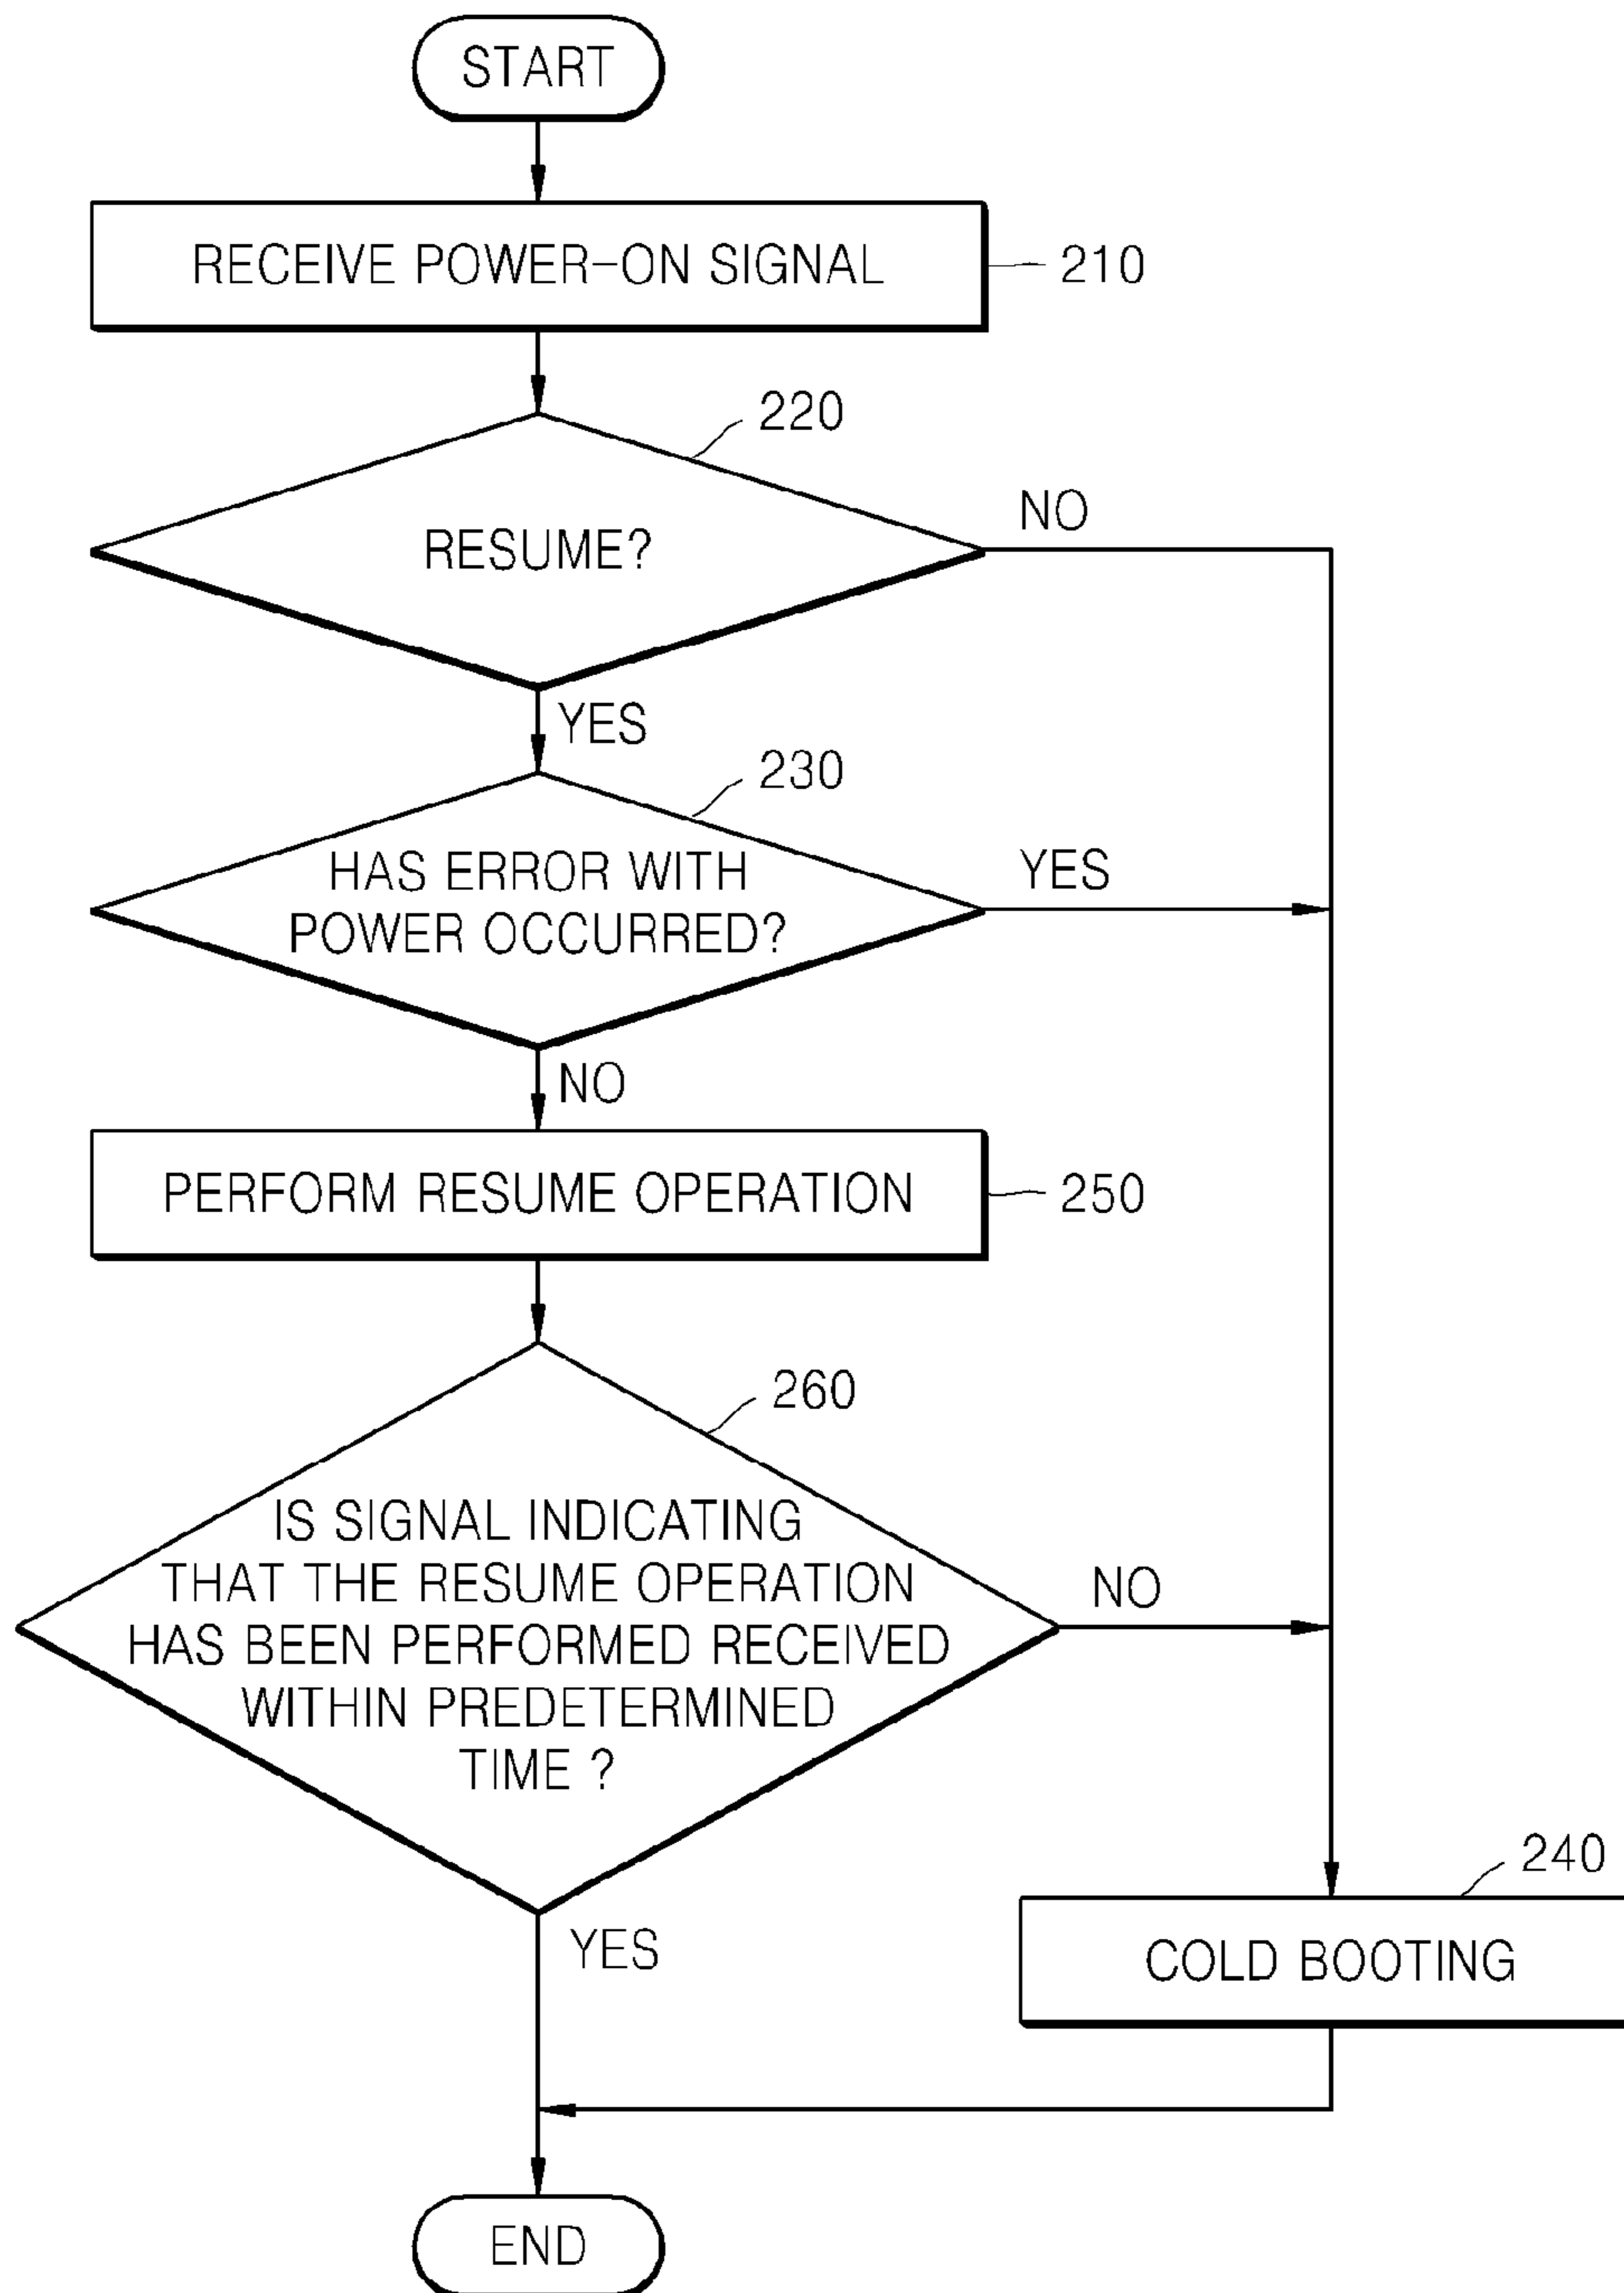 START
RECEIVE POWER-ON SIGNAL
210
220
RESUME?
NO
YES
230
HAS ERROR WITH
POWER OCCURRED?
YES
NO
PERFORM RESUME OPERATION
250
260
IS SIGNAL INDICATING
THAT THE RESUME OPERATION
HAS BEEN PERFORMED RECEIVED
WITHIN PREDETERMINED
TIME ?
NO
YES
240
COLD BOOTING
END